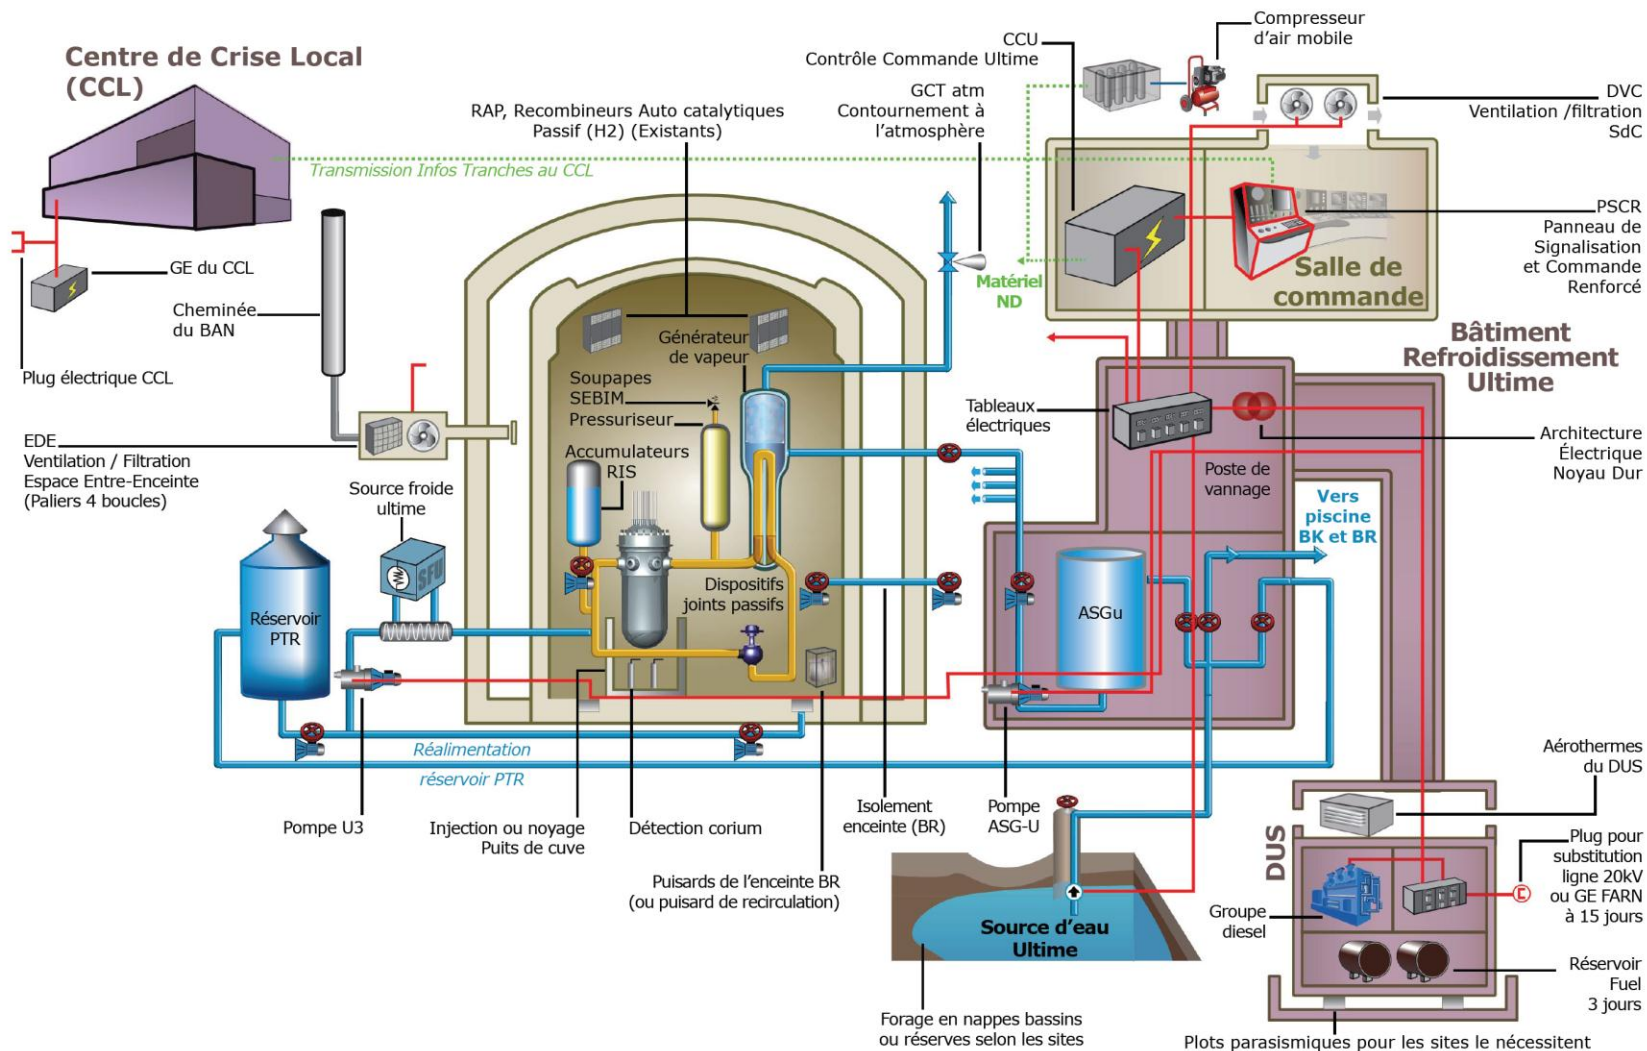 Centre de Crise Local
(CCL)
GE du CCL
Plug électrique CCL
Cheminée
du BAN
EDE
Ventilation / Filtration
Espace Entre-Enceinte
(Paliers 4 boucles)
RAP, Recombineurs Auto catalytiques
Passif (H2) (Existants)
Transmission Infos Tranches au CCL
GCT atm
Contournement à
l'atmosphère
CCU
Contrôle Commande Ultime
Compresseur
d'air mobile
DVC
Ventilation /filtration
SdC
PSCR
Panneau de
Signalisation
et Commande
Renforcé
Matériel
ND
Salle de
commande
Bâtiment
Refroidissement
Ultime
Générateur
de vapeur
Soupapes
SEBIM
Pressuriseur
Accumulateurs
RIS
Source froide
ultime
SFU
Réservoir
PTR
Dispositifs
joints passifs
Tableaux
électriques
Architecture
Électrique
Noyau Dur
Poste de
vannage
Vers
piscine
BK et BR
ASGu
Réalimentation
réservoir PTR
Pompe U3
Injection ou noyage
Puits de cuve
Détection corium
Puisards de l'enceinte BR
(ou puisard de recirculation)
Isolement
enceinte (BR)
Pompe
ASG-U
Source d'eau
Ultime
Forage en nappes bassins
ou réserves selon les sites
Aérothermes
du DUS
DUS
Plug pour
substitution
ligne 20kV
ou GE FARN
à 15 jours
Groupe
diesel
Réservoir
Fuel
3 jours
Plots parasismiques pour les sites le nécessitent